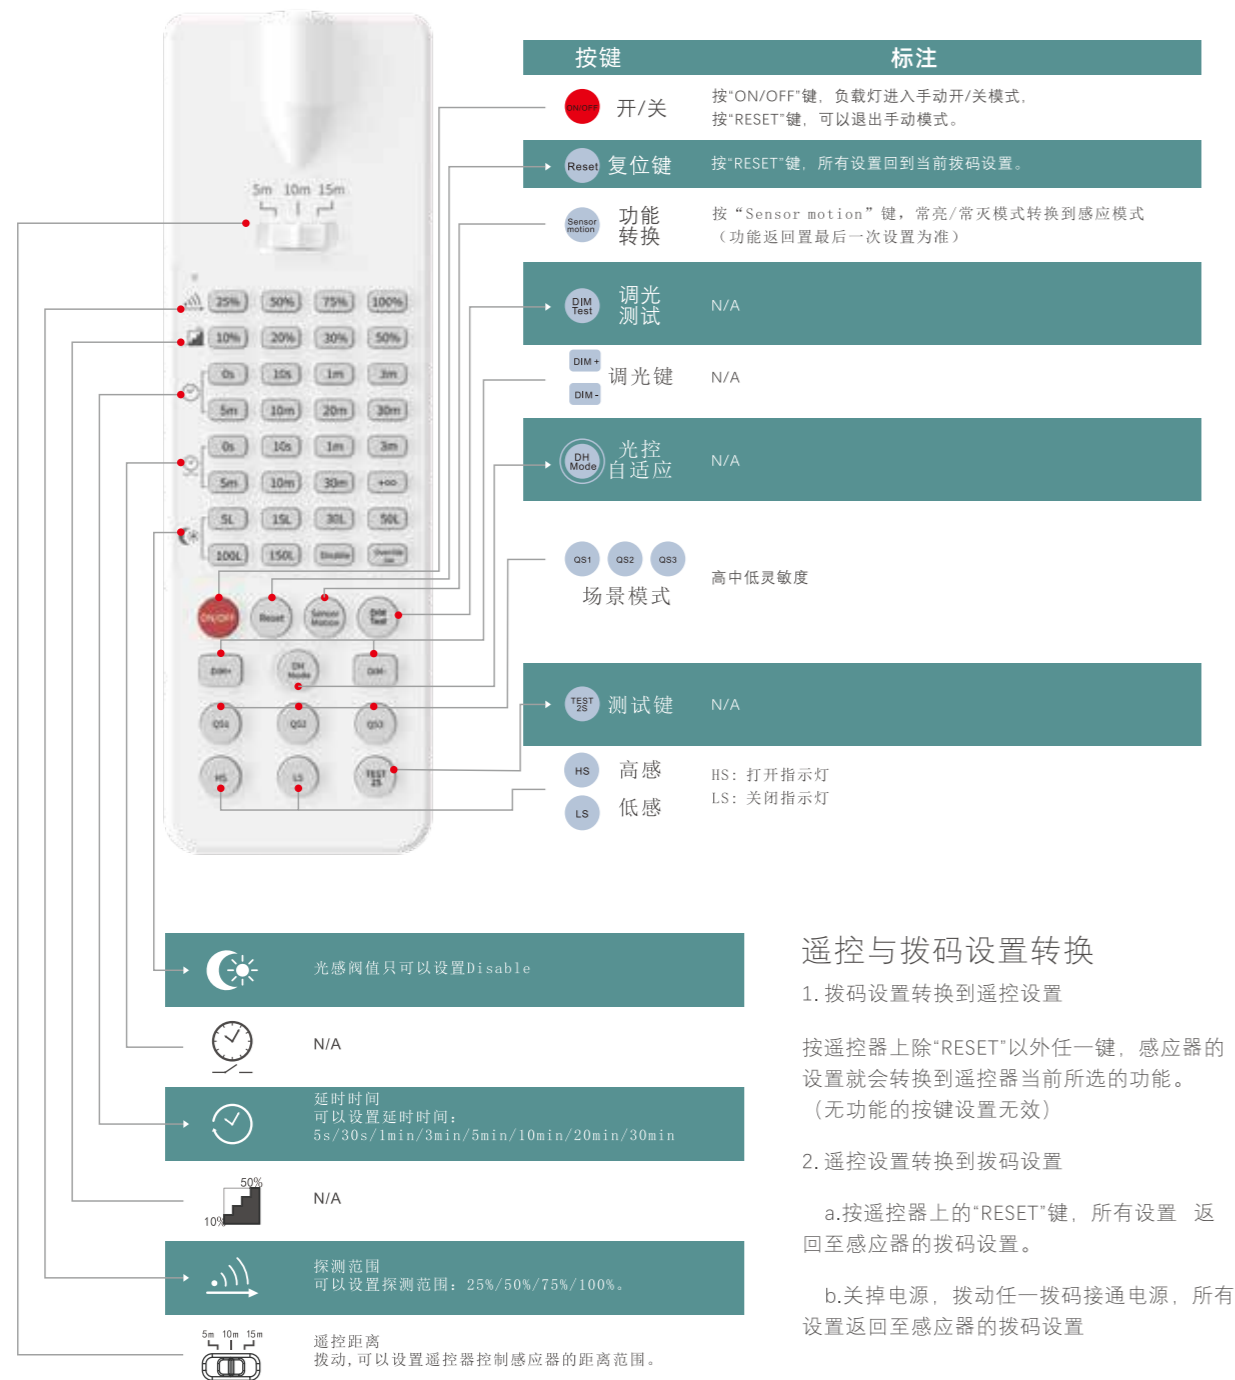 按键 标注
ON/OFF 开/关 按“ON/OFF”键，负载灯进入手动开/关模式，
按“RESET”键，可以退出手动模式。
Reset 复位键 按“RESET”键，所有设置回到当前拨码设置。
Sensor motion 功能转换 按“Sensor motion”键，常亮/常灭模式转换到感应模式
（功能返回置最后一次设置为准）
DIM Test 调光测试 N/A
DIM+
调光键 N/A
DIM-
DH Mode 光控自适应 N/A
QS1 QS2 QS3
场景模式 高中低灵敏度
TEST 2S 测试键 N/A
HS 高感 HS: 打开指示灯
LS 低感 LS: 关闭指示灯
5m 10m 15m
25% 50% 75% 100%
10% 20% 30% 50%
0s 10s 1m 3m
5m 10m 20m 30m
0s 10s 1m 3m
5m 10m 30m +∞
5L 15L 30L 50L
100L 150L Disable
ON/OFF Reset Sensor Motion DIM Test
DIM+ DH Mode DIM-
QS1 QS2 QS3
HS LS TEST 2S
光感阀值只可以设置Disable
N/A
延时时间
可以设置延时时间:
5s/30s/1min/3min/5min/10min/20min/30min
50%
10%
N/A
探测范围
可以设置探测范围: 25%/50%/75%/100%。
5m 10m 15m
遥控距离
拨动,可以设置遥控器控制感应器的距离范围。
遥控与拨码设置转换
1. 拨码设置转换到遥控设置
按遥控器上除“RESET”以外任一键，感应器的
设置就会转换到遥控器当前所选的功能。
（无功能的按键设置无效）
2. 遥控设置转换到拨码设置
a.按遥控器上的“RESET”键，所有设置 返
回至感应器的拨码设置。
b.关掉电源，拨动任一拨码接通电源，所有
设置返回至感应器的拨码设置